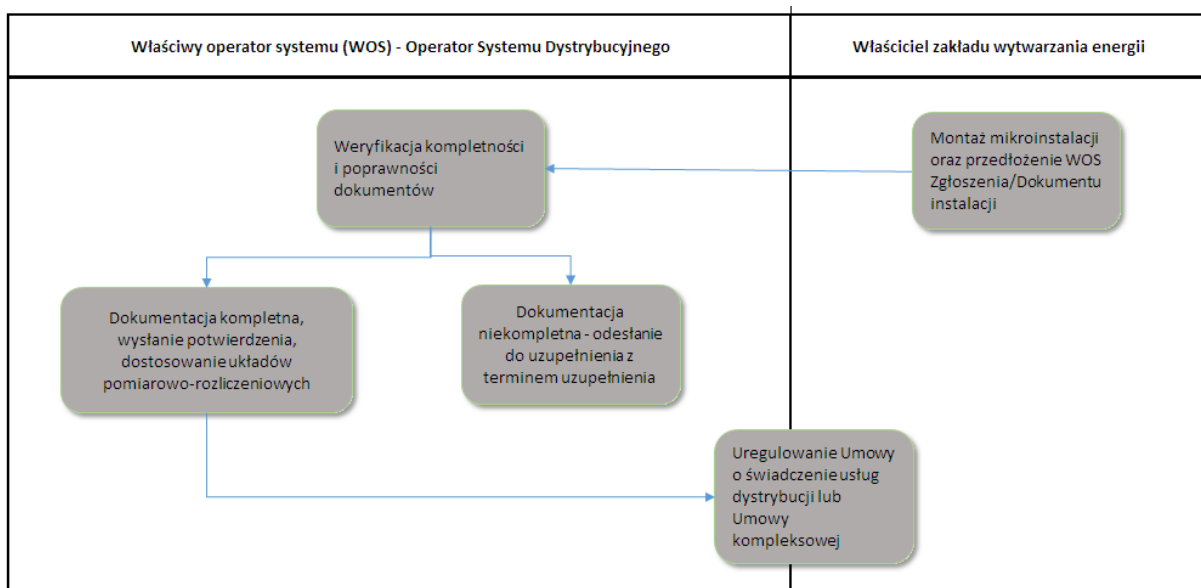 Właściwy operator systemu (WOS) - Operator Systemu Dystrybucyjnego
Właściciel zakładu wytwarzania energii
Weryfikacja kompletności
i poprawności
dokumentów
Montaż mikroinstalacji
oraz przedłożenie WOS
Zgłoszenia/Dokumentu
instalacji
Dokumentacja kompletna,
wysłanie potwierdzenia,
dostosowanie układów
pomiarowo-rozliczeniowych
Dokumentacja
niekompletna - odesłanie
do uzupełnienia z
terminem uzupełnienia
Uregulowanie Umowy
o świadczenie usług
dystrybucji lub
Umowy
kompleksowej